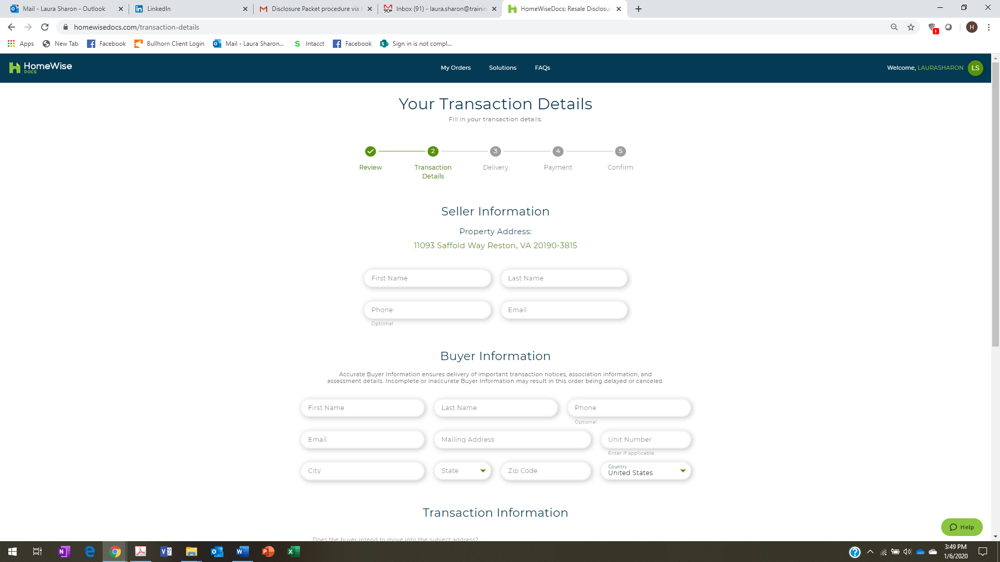 Mail - Laura Sharon - Outlook
LinkedIn
Disclosure Packet procedure via
90+
Inbox (91) - laura.sharon@trainin
HomeWiseDocs: Resale Disclosur
homewisedocs.com/transaction-details
H
Apps
New Tab
Facebook
Bullhorn Client Login
Mail - Laura Sharon...
Intacct
Facebook
Sign in is not compl...
HomeWise
DOCS
My Orders
Solutions
FAQs
Welcome, LAURASHARON
LS
Your Transaction Details
Fill in your transaction details.
2
3
4
5
Review
Transaction
Details
Delivery
Payment
Confirm
Seller Information
Property Address:
11093 Saffold Way Reston, VA 20190-3815
First Name
Last Name
Phone
Email
Optional
Buyer Information
Accurate Buyer Information ensures delivery of important transaction notices, association information, and
assessment details. Incomplete or inaccurate Buyer Information may result in this order being delayed or canceled.
First Name
Last Name
Phone
Optional
Email
Mailing Address
Unit Number
Enter if applicable
City
State
Zip Code
Country
United States
Transaction Information
Does the buyer intend to move into the subject address?
Help
3:49 PM
1/6/2020